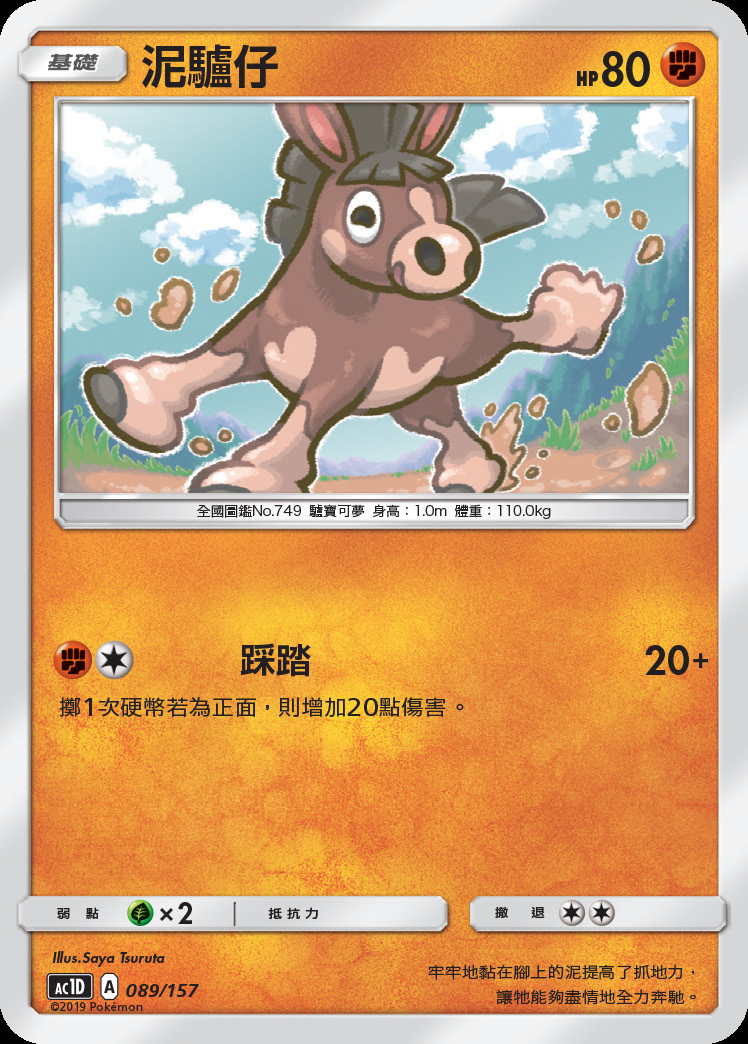 基礎 泥驢仔 HP80
全國圖鑑No.749 驢寶可夢 身高：1.0m 體重：110.0kg
踩踏 20+
擲1次硬幣若為正面，則增加20點傷害。
弱點 ×2 抵抗力 撤退
Illus.Saya Tsuruta
牢牢地黏在腳上的泥提高了抓地力，
讓牠能夠盡情地全力奔馳。
AC1D A 089/157
©2019 Pokémon